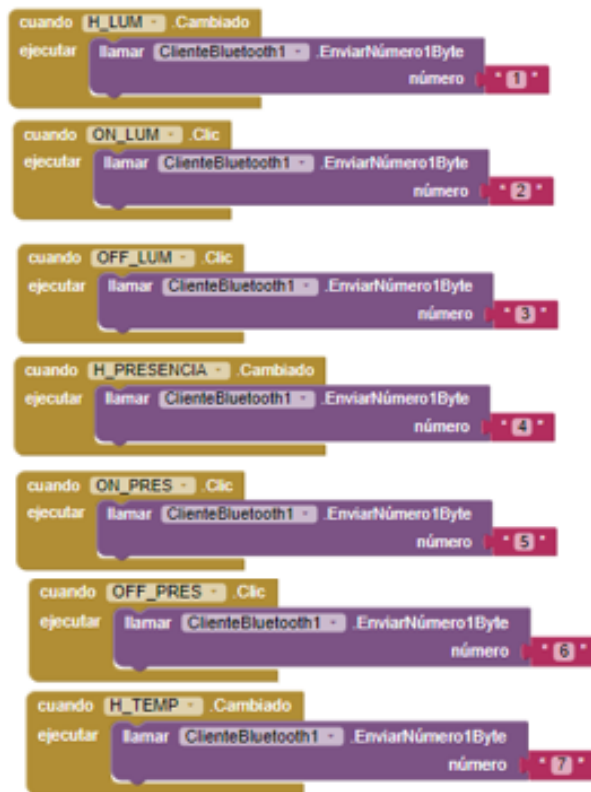 cuando H_LUM .Cambiado
ejecutar llamar ClienteBluetooth1 .EnviarNúmero1Byte
número " 1 "
cuando ON_LUM .Clic
ejecutar llamar ClienteBluetooth1 .EnviarNúmero1Byte
número " 2 "
cuando OFF_LUM .Clic
ejecutar llamar ClienteBluetooth1 .EnviarNúmero1Byte
número " 3 "
cuando H_PRESENCIA .Cambiado
ejecutar llamar ClienteBluetooth1 .EnviarNúmero1Byte
número " 4 "
cuando ON_PRES .Clic
ejecutar llamar ClienteBluetooth1 .EnviarNúmero1Byte
número " 5 "
cuando OFF_PRES .Clic
ejecutar llamar ClienteBluetooth1 .EnviarNúmero1Byte
número " 6 "
cuando H_TEMP .Cambiado
ejecutar llamar ClienteBluetooth1 .EnviarNúmero1Byte
número " 7 "